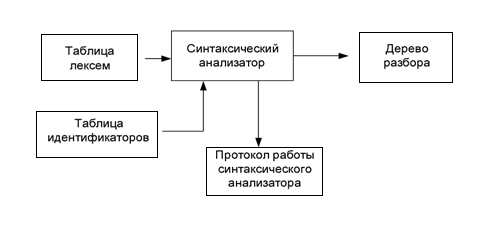 Таблица
лексем
Синтаксический
анализатор
Дерево
разбора
Таблица
идентификаторов
Протокол работы
синтаксического
анализатора